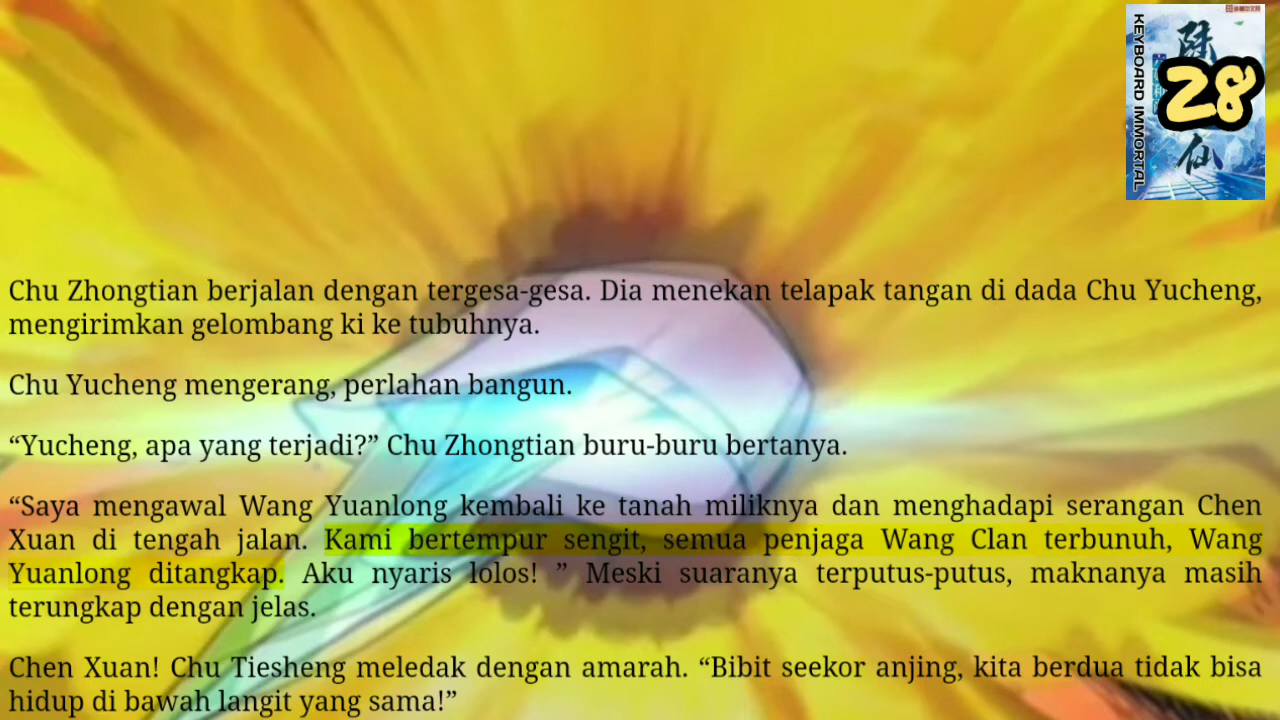 KEYBOARD IMMORTAL
28
仙
Chu Zhongtian berjalan dengan tergesa-gesa. Dia menekan telapak tangan di dada Chu Yucheng,
mengirimkan gelombang ki ke tubuhnya.
Chu Yucheng mengerang, perlahan bangun.
“Yucheng, apa yang terjadi?” Chu Zhongtian buru-buru bertanya.
“Saya mengawal Wang Yuanlong kembali ke tanah miliknya dan menghadapi serangan Chen
Xuan di tengah jalan. Kami bertempur sengit, semua penjaga Wang Clan terbunuh, Wang
Yuanlong ditangkap. Aku nyaris lolos! ” Meski suaranya terputus-putus, maknanya masih
terungkap dengan jelas.
Chen Xuan! Chu Tiesheng meledak dengan amarah. “Bibit seekor anjing, kita berdua tidak bisa
hidup di bawah langit yang sama!”